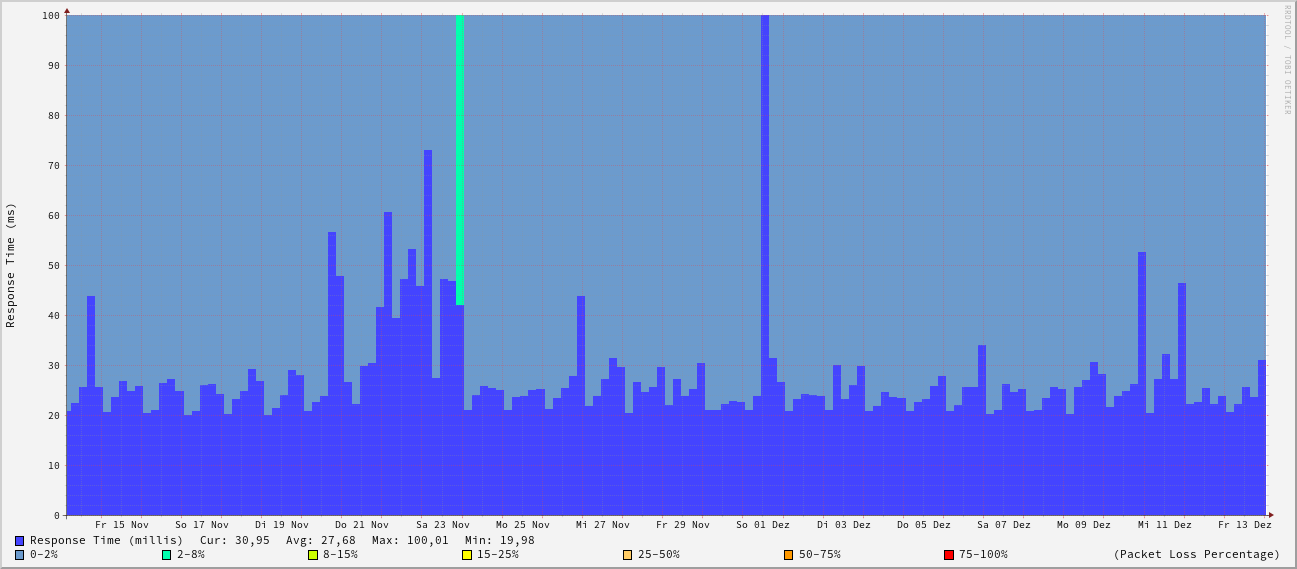 RRDTOOL / TOBI OETIKER
Response Time (ms)
100
90
80
70
60
50
40
30
20
10
0
Fr 15 Nov So 17 Nov Di 19 Nov Do 21 Nov Sa 23 Nov Mo 25 Nov Mi 27 Nov Fr 29 Nov So 01 Dez Di 03 Dez Do 05 Dez Sa 07 Dez Mo 09 Dez Mi 11 Dez Fr 13 Dez
Response Time (millis) Cur: 30,95 Avg: 27,68 Max: 100,01 Min: 19,98
0-2% 2-8% 8-15% 15-25% 25-50% 50-75% 75-100% (Packet Loss Percentage)